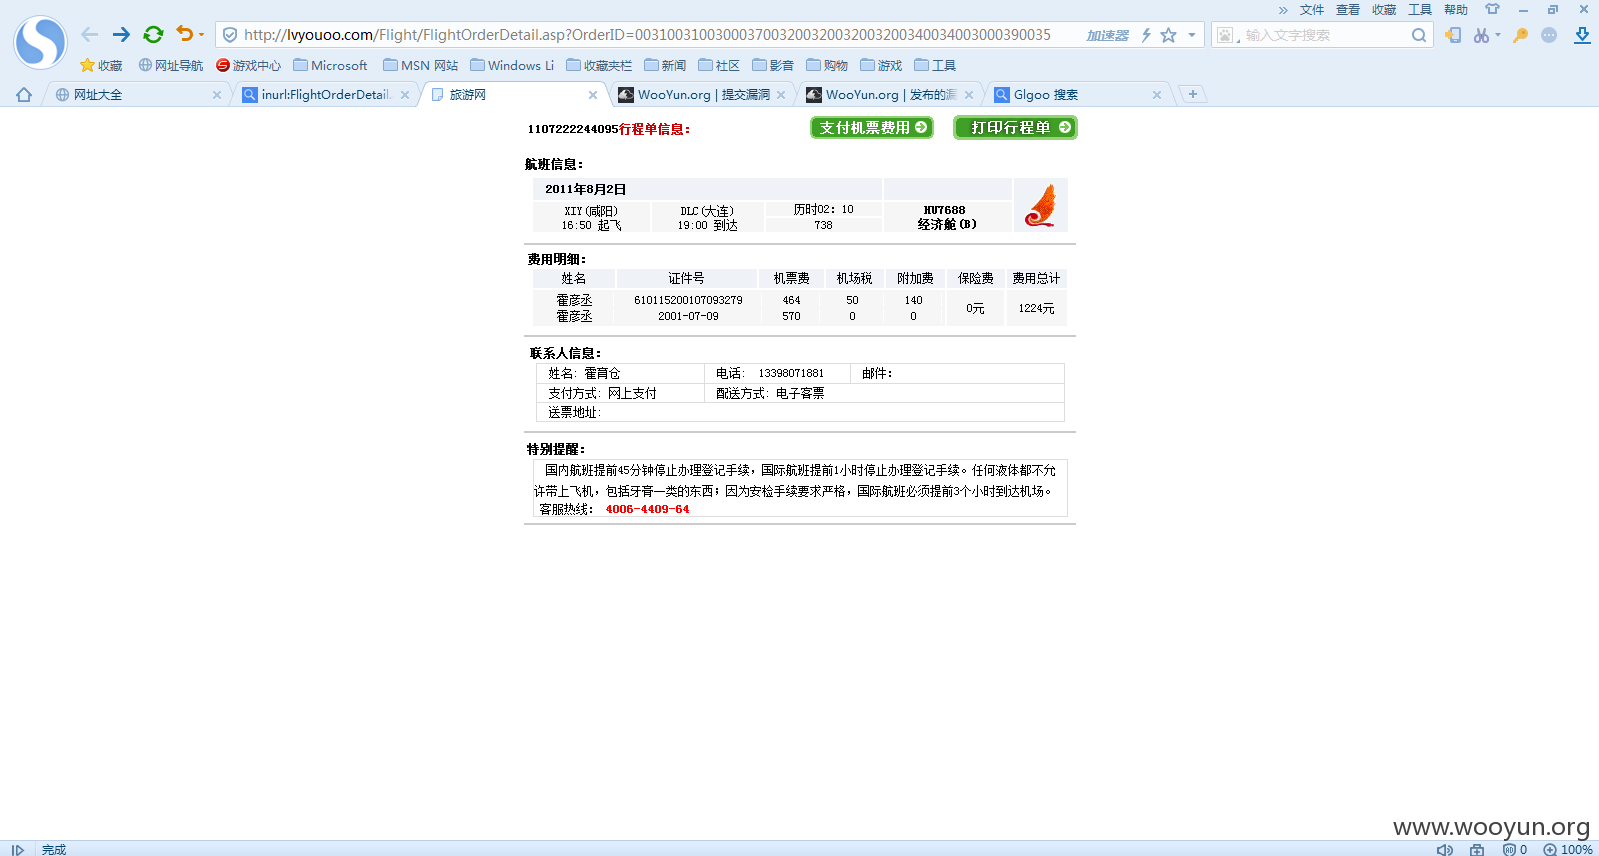 » 文件 查看 收藏 工具 帮助
http://lvyouoo.com/Flight/FlightOrderDetail.asp?OrderID=003100310030003700320032003200320034003400300039​0035 加速器 输入文字搜索
收藏 网址导航 游戏中心 Microsoft MSN 网站 Windows Li 收藏夹栏 新闻 社区 影音 购物 游戏 工具
网址大全 inurl:FlightOrderDetail. 旅游网 WooYun.org | 提交漏洞 WooYun.org | 发布的漏 Glgoo 搜索
1107222244095行程单信息: 支付机票费用 打印行程单
航班信息:
2011年8月2日
XIY(咸阳) DLC(大连) 历时02: 10 HU7688
16:50 起飞 19:00 到达 738 经济舱(B)
费用明细:
姓名 证件号 机票费 机场税 附加费 保险费 费用总计
霍彦丞 610115200107093279 464 50 140 0元 1224元
霍彦丞 2001-07-09 570 0 0
联系人信息:
姓名: 霍育仓 电话: 13398071881 邮件:
支付方式: 网上支付 配送方式: 电子客票
送票地址:
特别提醒:
国内航班提前45分钟停止办理登记手续，国际航班提前1小时停止办理登记手续。任何液体都不允
许带上飞机，包括牙膏一类的东西；因为安检手续要求严格，国际航班必须提前3个小时到达机场。
客服热线: 4006-4409-64
www.wooyun.org
完成 0 100%